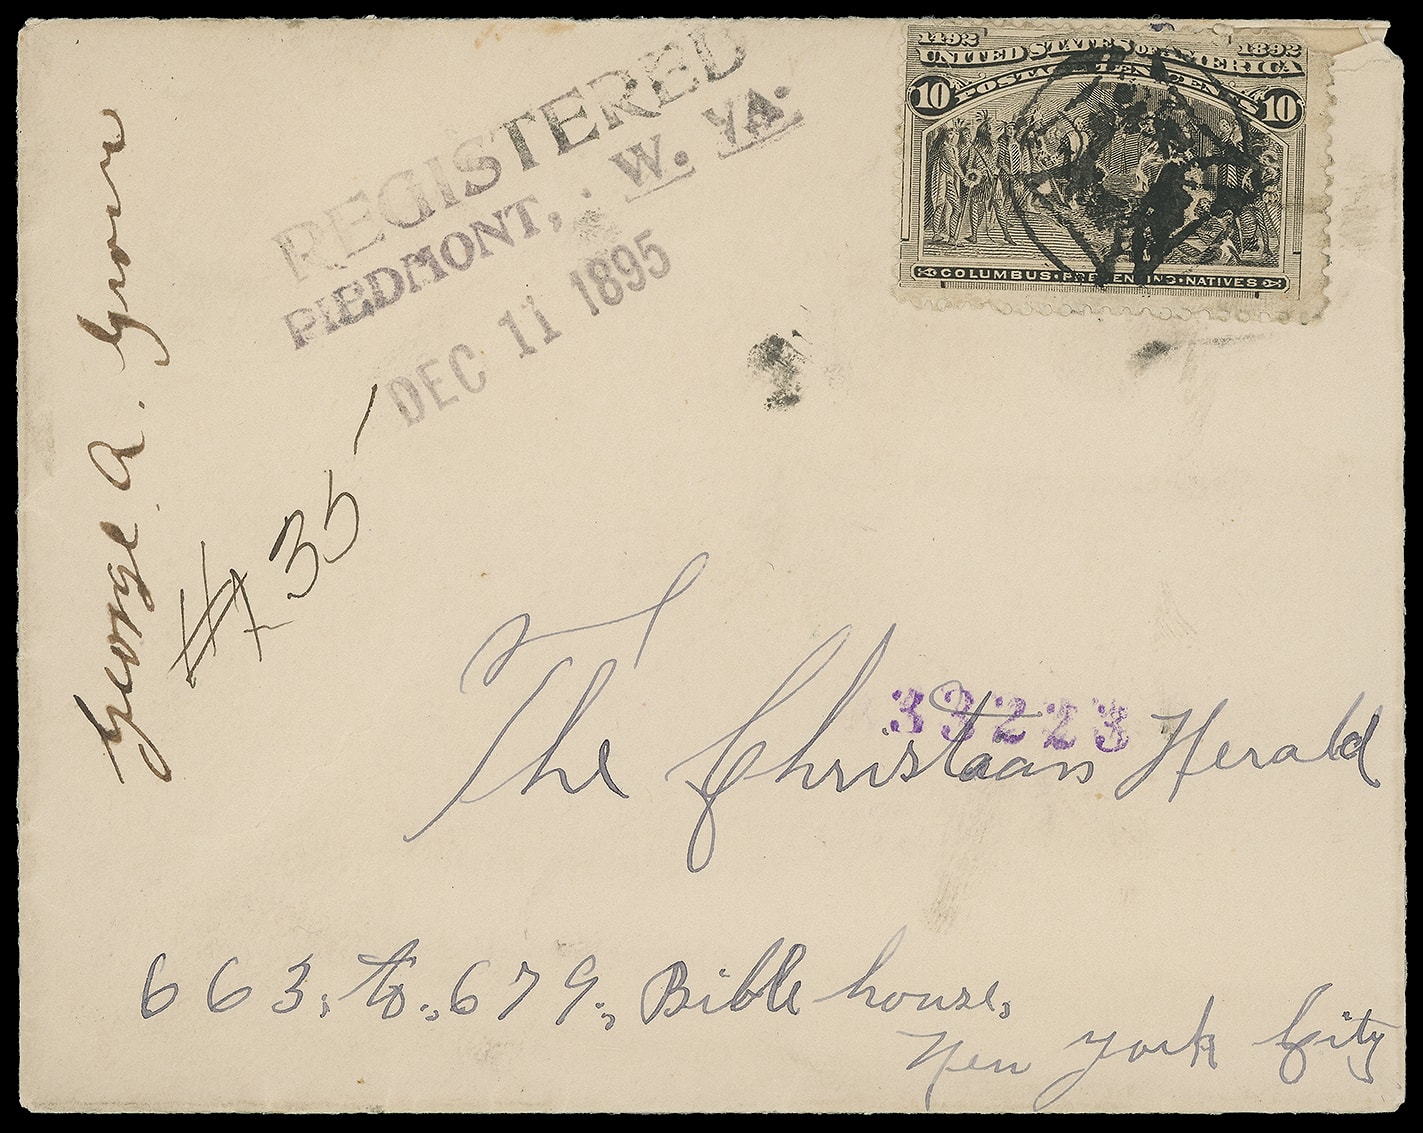 1492 1892
UNITED STATES OF AMERICA
10 POSTAGE TEN CENTS 10
COLUMBUS PRESENTING NATIVES
REGISTERED
PIEDMONT, W. VA.
DEC 11 1895
George A.
# 35
33223
The Christian Herald
663, to, 679, Bible house,
New York City